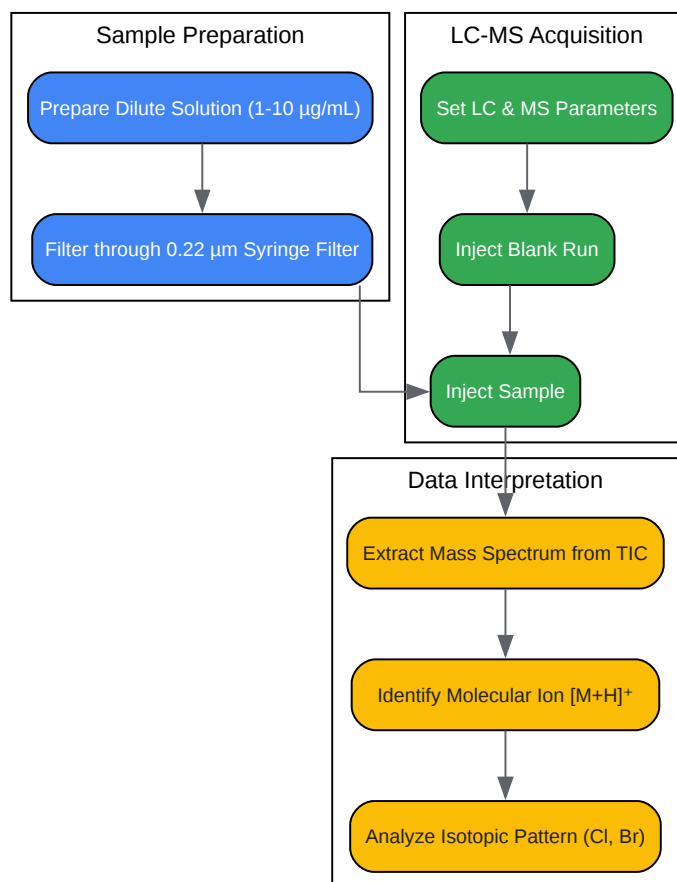 Sample Preparation
Prepare Dilute Solution (1-10 µg/mL)
Filter through 0.22 µm Syringe Filter
LC-MS Acquisition
Set LC & MS Parameters
Inject Blank Run
Inject Sample
Data Interpretation
Extract Mass Spectrum from TIC
Identify Molecular Ion [M+H]⁺
Analyze Isotopic Pattern (Cl, Br)